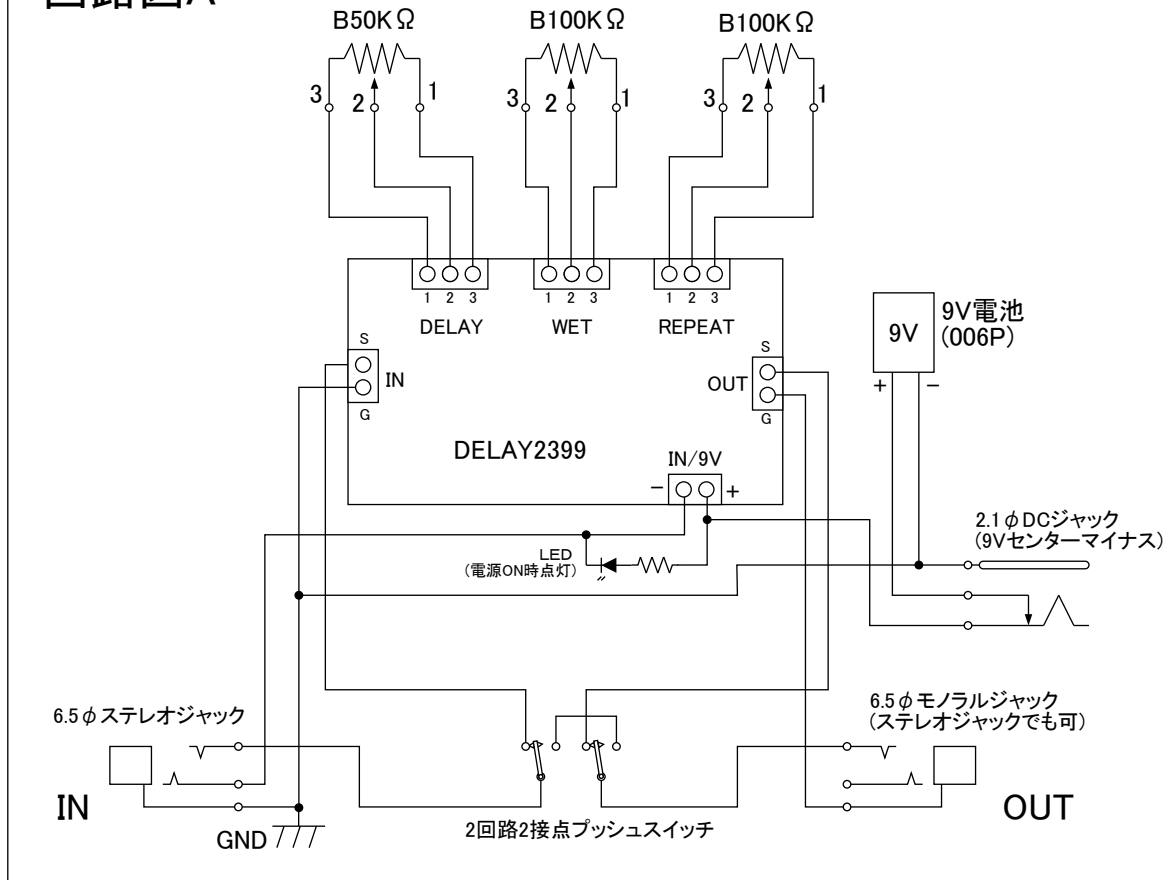 回路図A
B50KΩ
B100KΩ
B100KΩ
3 2 1
3 2 1
3 2 1
1 2 3
1 2 3
1 2 3
DELAY
WET
REPEAT
9V
9V電池
(006P)
+ −
S
IN
G
S
OUT
G
DELAY2399
IN/9V
− +
LED
(電源ON時点灯)
2.1φDCジャック
(9Vセンターマイナス)
6.5φステレオジャック
6.5φモノラルジャック
(ステレオジャックでも可)
IN
OUT
GND
2回路2接点プッシュスイッチ